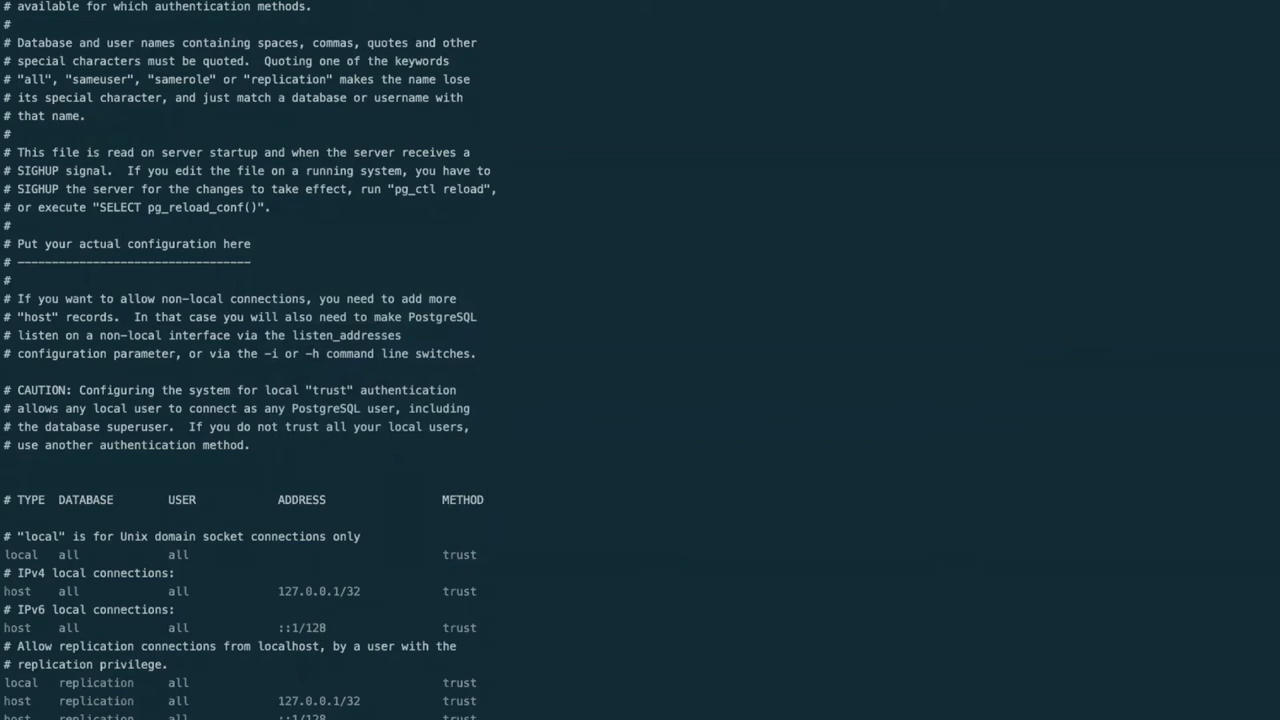 # available for which authentication methods.
#
# Database and user names containing spaces, commas, quotes and other
# special characters must be quoted.  Quoting one of the keywords
# "all", "sameuser", "samerole" or "replication" makes the name lose
# its special character, and just match a database or username with
# that name.
#
# This file is read on server startup and when the server receives a
# SIGHUP signal.  If you edit the file on a running system, you have to
# SIGHUP the server for the changes to take effect, run "pg_ctl reload",
# or execute "SELECT pg_reload_conf()".
#
# Put your actual configuration here
# ----------------------------------
#
# If you want to allow non-local connections, you need to add more
# "host" records.  In that case you will also need to make PostgreSQL
# listen on a non-local interface via the listen_addresses
# configuration parameter, or via the -i or -h command line switches.

# CAUTION: Configuring the system for local "trust" authentication
# allows any local user to connect as any PostgreSQL user, including
# the database superuser.  If you do not trust all your local users,
# use another authentication method.


# TYPE  DATABASE        USER            ADDRESS                 METHOD

# "local" is for Unix domain socket connections only
local   all             all                                     trust
# IPv4 local connections:
host    all             all             127.0.0.1/32            trust
# IPv6 local connections:
host    all             all             ::1/128                 trust
# Allow replication connections from localhost, by a user with the
# replication privilege.
local   replication     all                                     trust
host    replication     all             127.0.0.1/32            trust
host    replication     all             ::1/128                 trust